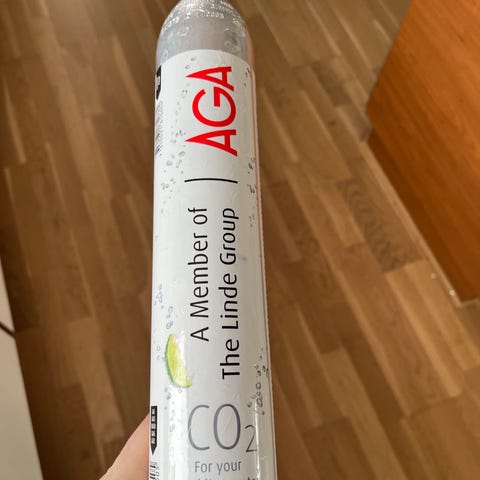 AGA
A Member of
The Linde Group
CO2
For your